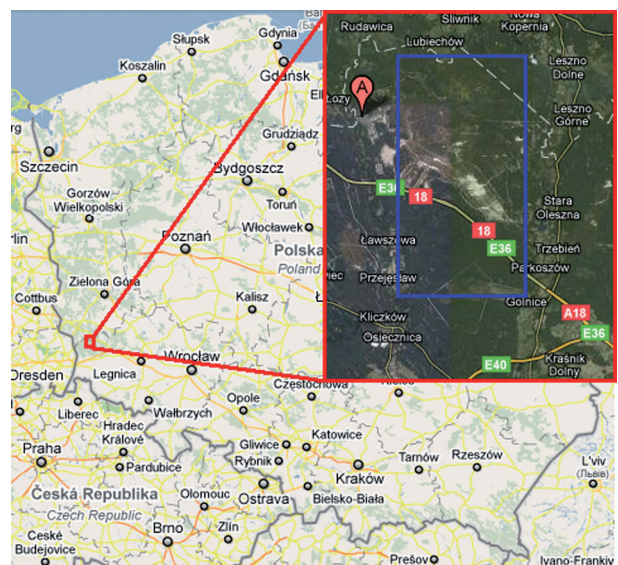 Słupsk
Gdynia
Koszalin
Gdańsk
Grudziądz
Szczecin
Bydgoszcz
Gorzów
Wielkopolski
Toruń
Włocławek
Poznań
Polska
Poland
Zielona Góra
Cottbus
Kalisz
Wrocław
Legnica
Dresden
Częstochowa
Opole
Liberec
Wałbrzych
Hradec
Králové
Gliwice
Katowice
Praha
Pardubice
Rybnik
Tarnów
Rzeszów
L'viv
(Львів)
Kraków
Česká Republika
Czech Republic
Olomouc
Ostrava
Bielsko-Biała
Brno
Zlín
České
Budejovice
Prešov
Ivano-Frankiv
Rudawica
Śliwnik
Nowa
Kopernia
Lubiechów
Leszno
Dolne
A
Łozy
Leszno
Górne
E36
18
Stara
Oleszna
18
E36
Ławszowa
Trzebień
Parkoszów
Przejęsław
Golnice
A18
Kliczków
Osiecznica
E36
E40
Kraśnik
Dolny